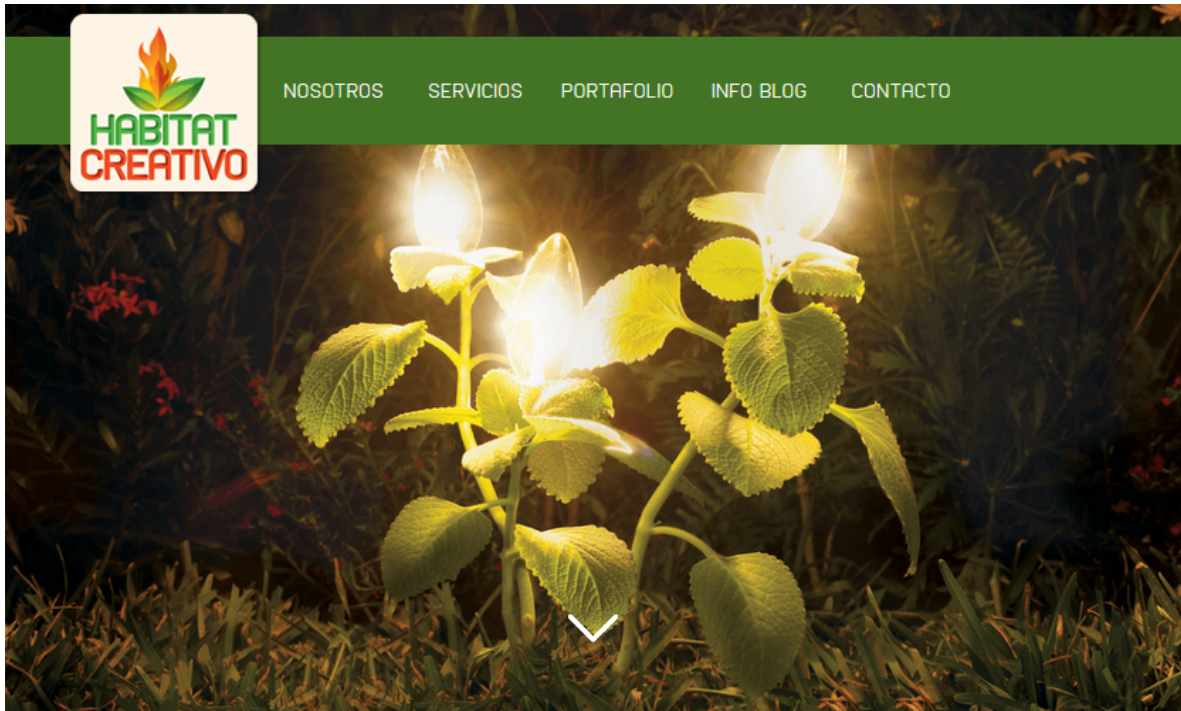 HABITAT
CREATIVO
NOSOTROS SERVICIOS PORTAFOLIO INFO BLOG CONTACTO